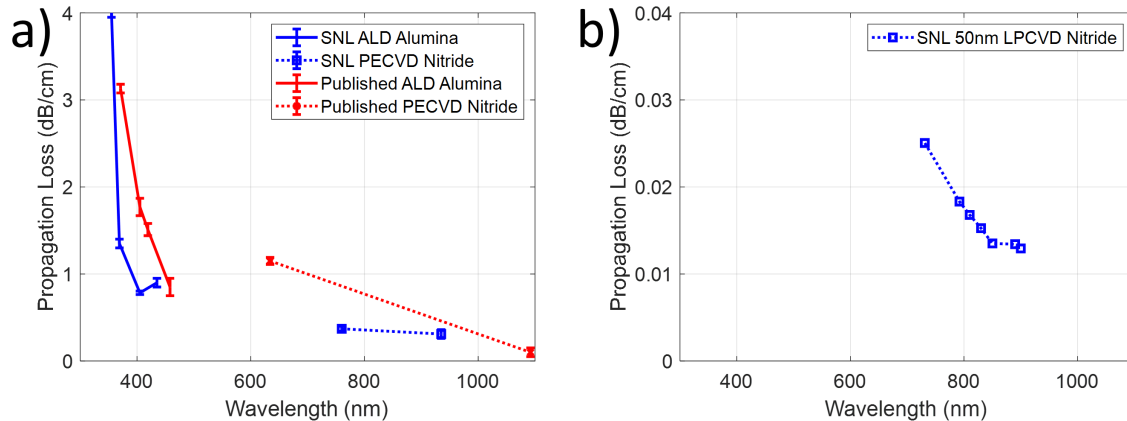 a)
Propagation Loss (dB/cm)
4
3
2
1
0
SNL ALD Alumina
SNL PECVD Nitride
Published ALD Alumina
Published PECVD Nitride
400
600
800
1000
Wavelength (nm)
b)
Propagation Loss (dB/cm)
0.04
0.03
0.02
0.01
0
SNL 50nm LPCVD Nitride
400
600
800
1000
Wavelength (nm)